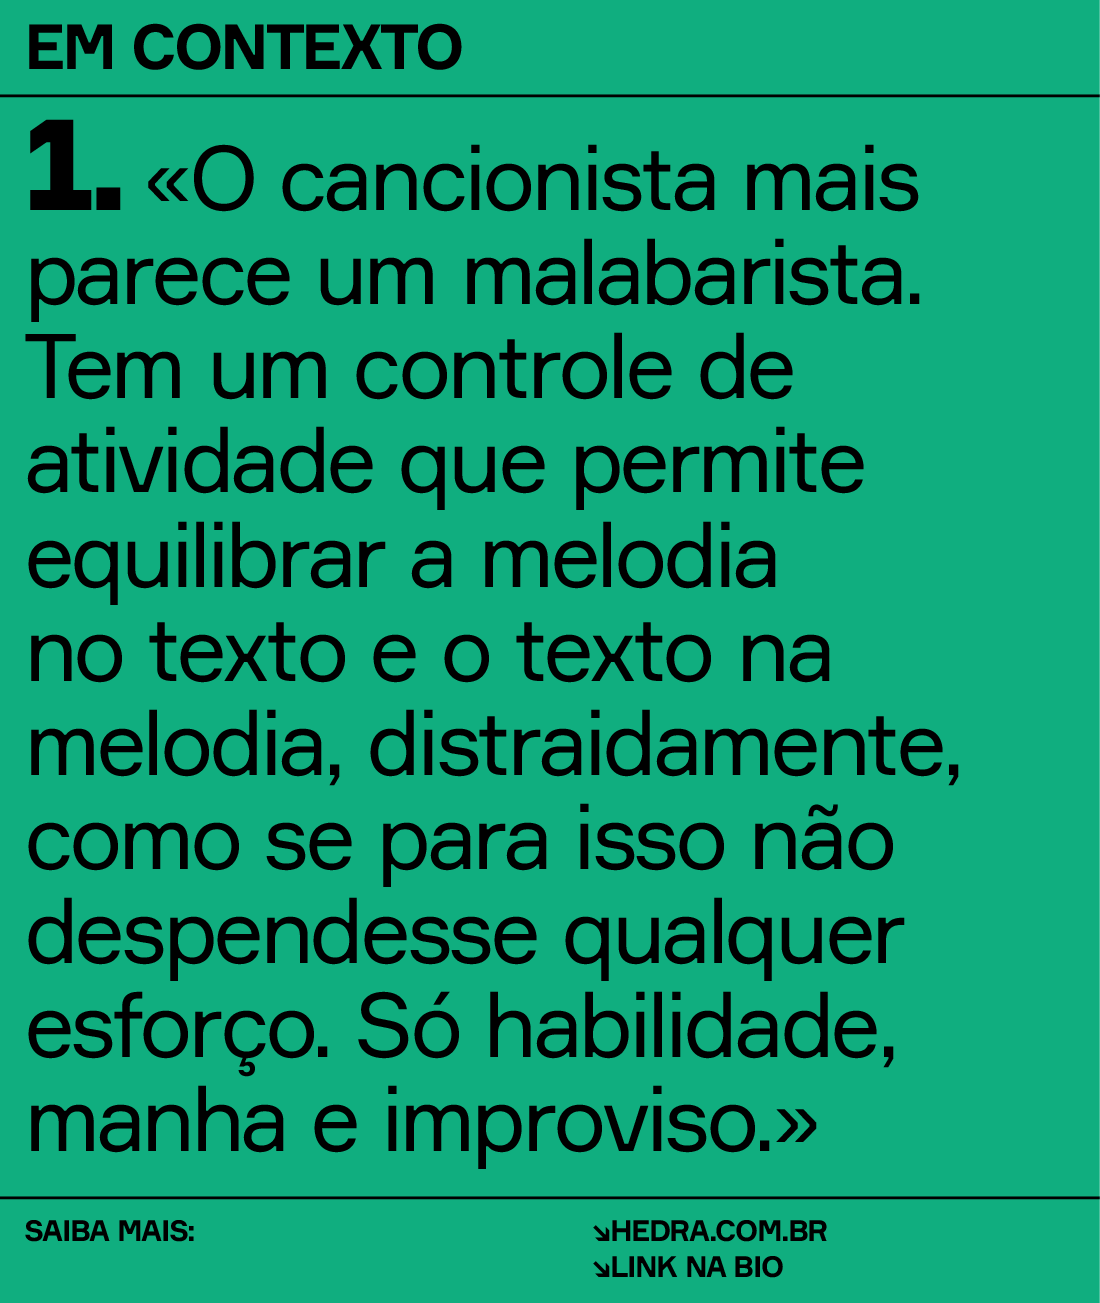 EM CONTEXTO
1. «O cancionista mais
parece um malabarista.
Tem um controle de
atividade que permite
equilibrar a melodia
no texto e o texto na
melodia, distraidamente,
como se para isso não
despendesse qualquer
esforço. Só habilidade,
manha e improviso.»
SAIBA MAIS:
↘HEDRA.COM.BR
↘LINK NA BIO